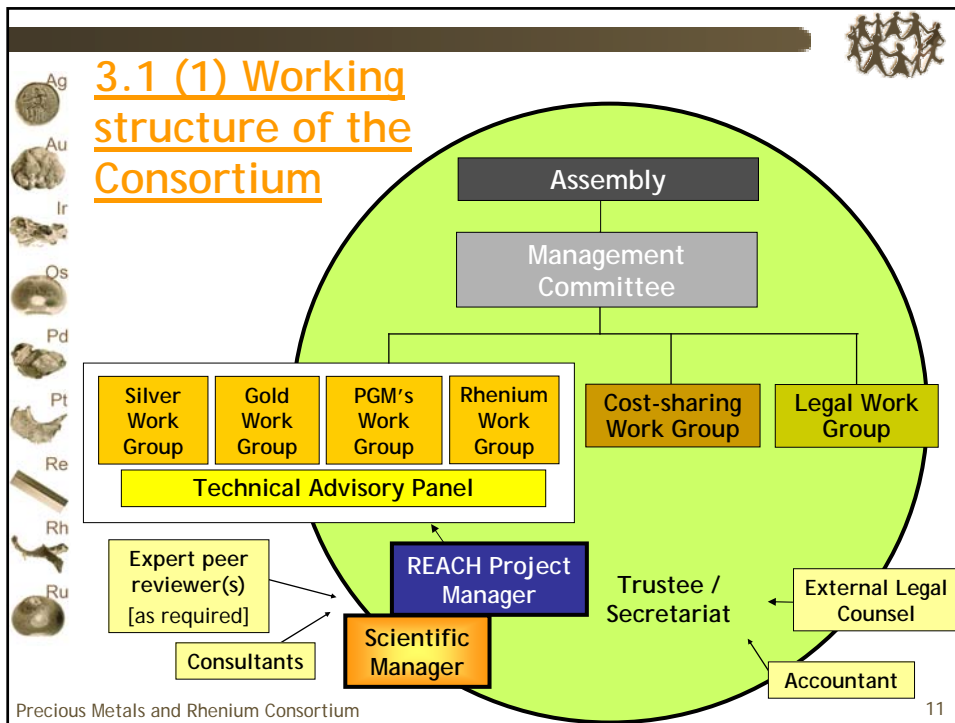 3.1 (1) Working
structure of the
Consortium
Ag
Au
Ir
Os
Pd
Pt
Re
Rh
Ru
Assembly
Management
Committee
Silver
Work
Group
Gold
Work
Group
PGM's
Work
Group
Rhenium
Work
Group
Technical Advisory Panel
Cost-sharing
Work Group
Legal Work
Group
REACH Project
Manager
Scientific
Manager
Expert peer
reviewer(s)
[as required]
Consultants
Trustee /
Secretariat
External Legal
Counsel
Accountant
Precious Metals and Rhenium Consortium
11